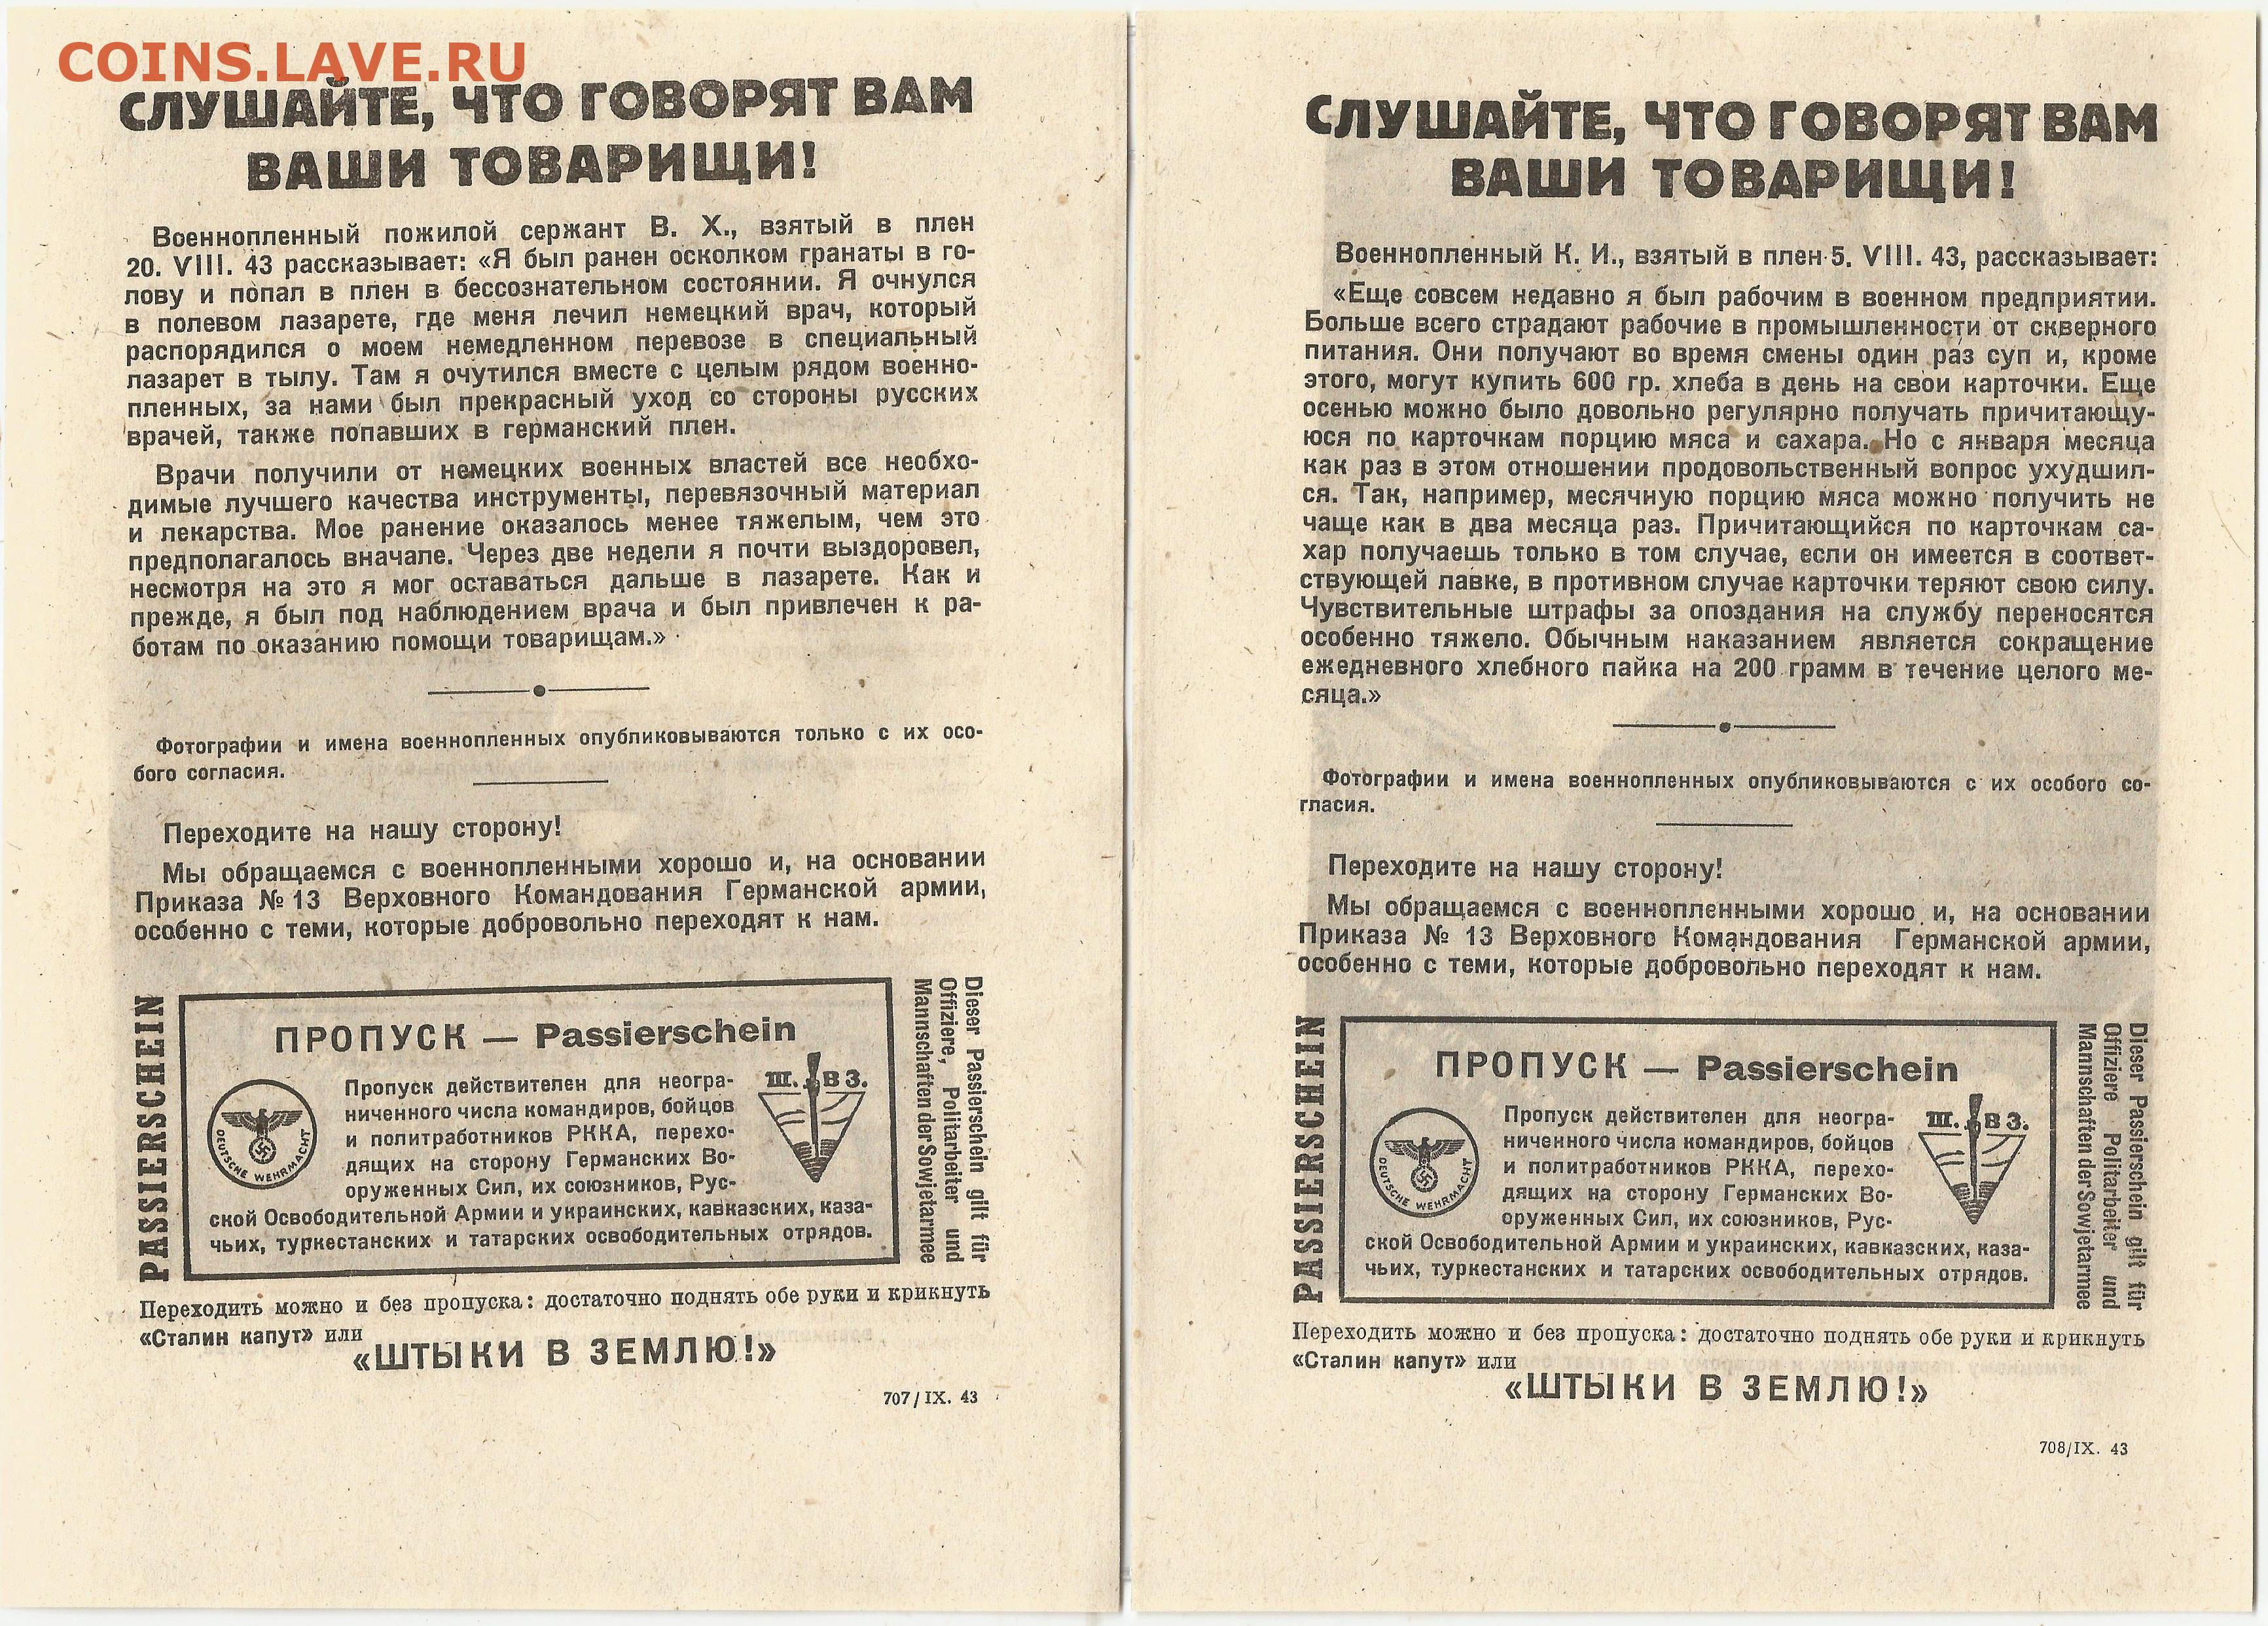 COINS.LAVE.RU
СЛУШАЙТЕ, ЧТО ГОВОРЯТ ВАМ
ВАШИ ТОВАРИЩИ!
Военнопленный пожилой сержант В. Х., взятый в плен
20. VIII. 43 рассказывает: «Я был ранен осколком гранаты в го-
лову и попал в плен в бессознательном состоянии. Я очнулся
в полевом лазарете, где меня лечил немецкий врач, который
распорядился о моем немедленном перевозе в специальный
лазарет в тылу. Там я очутился вместе с целым рядом военно-
пленных, за нами был прекрасный уход со стороны русских
врачей, также попавших в германский плен.
Врачи получили от немецких военных властей все необхо-
димые лучшего качества инструменты, перевязочный материал
и лекарства. Мое ранение оказалось менее тяжелым, чем это
предполагалось вначале. Через две недели я почти выздоровел,
несмотря на это я мог оставаться дальше в лазарете. Как и
прежде, я был под наблюдением врача и был привлечен к ра-
ботам по оказанию помощи товарищам.»
Фотографии и имена военнопленных опубликовываются только с их осо-
бого согласия.
Переходите на нашу сторону!
Мы обращаемся с военнопленными хорошо и, на основании
Приказа № 13 Верховного Командования Германской армии,
особенно с теми, которые добровольно переходят к нам.
PASSIERSCHEIN
ПРОПУСК — Passierschein
DEUTSCHE WEHRMACHT
Ш. В З.
Пропуск действителен для неогра-
ниченного числа командиров, бойцов
и политработников РККА, перехо-
дящих на сторону Германских Во-
оруженных Сил, их союзников, Рус-
ской Освободительной Армии и украинских, кавказских, каза-
чьих, туркестанских и татарских освободительных отрядов.
Dieser Passierschein gilt für
Offiziere, Politarbeiter und
Mannschaften der Sowjetarmee
Переходить можно и без пропуска: достаточно поднять обе руки и крикнуть
«Сталин капут» или
«ШТЫКИ В ЗЕМЛЮ!»
707/IX. 43
СЛУШАЙТЕ, ЧТО ГОВОРЯТ ВАМ
ВАШИ ТОВАРИЩИ!
Военнопленный К. И., взятый в плен 5. VIII. 43, рассказывает:
«Еще совсем недавно я был рабочим в военном предприятии.
Больше всего страдают рабочие в промышленности от скверного
питания. Они получают во время смены один раз суп и, кроме
этого, могут купить 600 гр. хлеба в день на свои карточки. Еще
осенью можно было довольно регулярно получать причитающу-
юся по карточкам порцию мяса и сахара. Но с января месяца
как раз в этом отношении продовольственный вопрос ухудшил-
ся. Так, например, месячную порцию мяса можно получить не
чаще как в два месяца раз. Причитающийся по карточкам са-
хар получаешь только в том случае, если он имеется в соответ-
ствующей лавке, в противном случае карточки теряют свою силу.
Чувствительные штрафы за опоздания на службу переносятся
особенно тяжело. Обычным наказанием является сокращение
ежедневного хлебного пайка на 200 грамм в течение целого ме-
сяца.»
Фотографии и имена военнопленных опубликовываются с их особого со-
гласия.
Переходите на нашу сторону!
Мы обращаемся с военнопленными хорошо и, на основании
Приказа № 13 Верховного Командования Германской армии,
особенно с теми, которые добровольно переходят к нам.
PASSIERSCHEIN
ПРОПУСК — Passierschein
DEUTSCHE WEHRMACHT
Ш. В З.
Пропуск действителен для неогра-
ниченного числа командиров, бойцов
и политработников РККА, перехо-
дящих на сторону Германских Во-
оруженных Сил, их союзников, Рус-
ской Освободительной Армии и украинских, кавказских, каза-
чьих, туркестанских и татарских освободительных отрядов.
Dieser Passierschein gilt für
Offiziere Politarbeiter und
Mannschaften der Sowjetarmee
Переходить можно и без пропуска: достаточно поднять обе руки и крикнуть
«Сталин капут» или
«ШТЫКИ В ЗЕМЛЮ!»
708/IX. 43